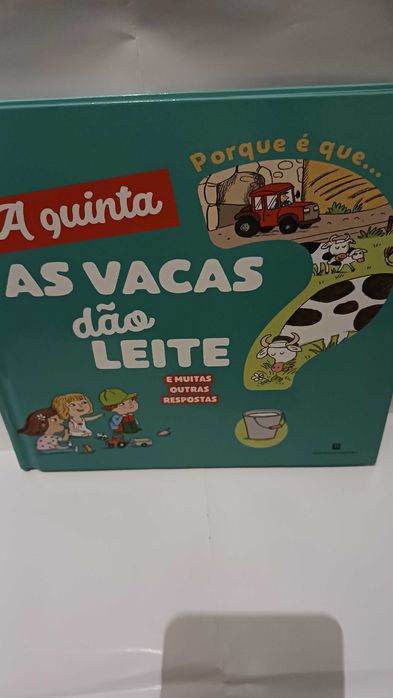 Porque é que...
A quinta
AS VACAS
dão
LEITE
E MUITAS
OUTRAS
RESPOSTAS